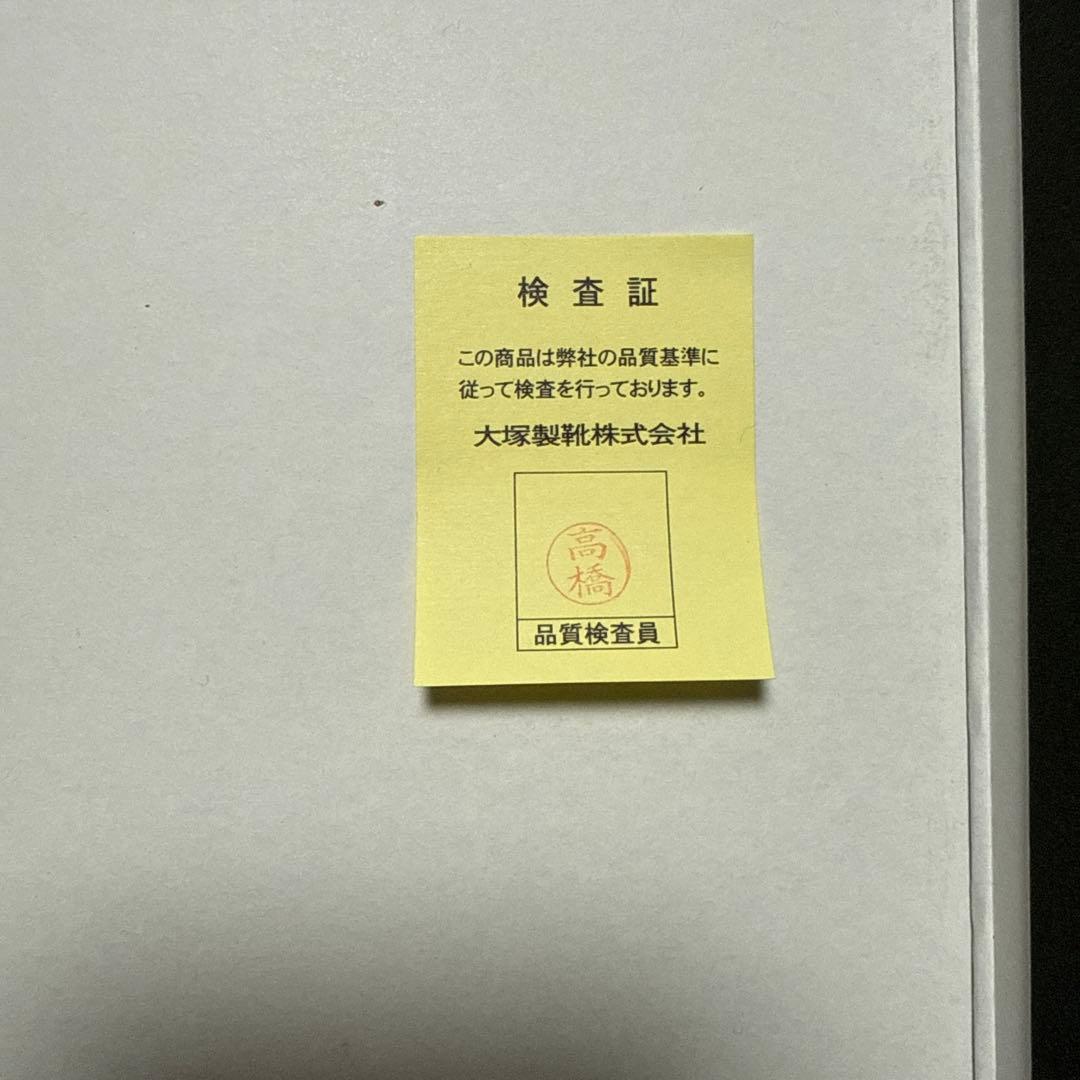 検査証
この商品は弊社の品質基準に
従って検査を行っております。
大塚製靴株式会社
高
橋
品質検査員